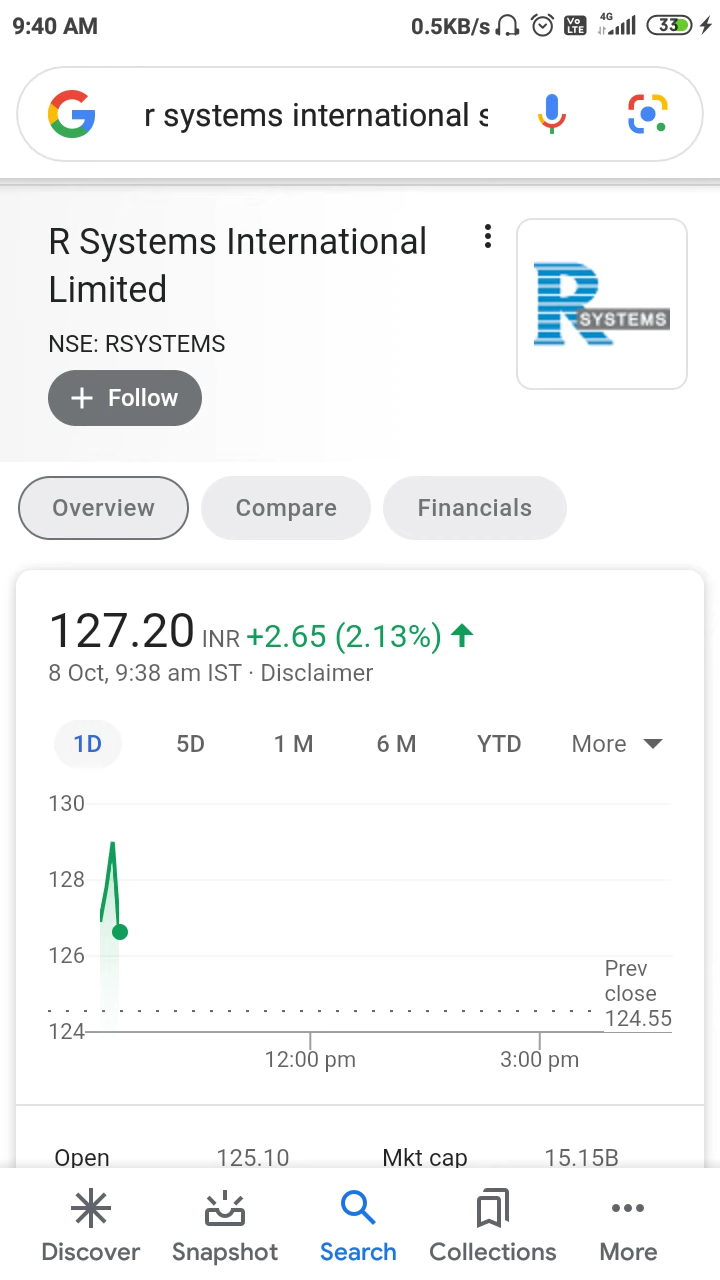 9:40 AM 0.5KB/s Vo LTE 4G 33
r systems international s
R Systems International
Limited
NSE: RSYSTEMS
R SYSTEMS
+ Follow
Overview Compare Financials
127.20 INR +2.65 (2.13%)
8 Oct, 9:38 am IST · Disclaimer
1D 5D 1 M 6 M YTD More
130
128
126
124
Prev
close
124.55
12:00 pm 3:00 pm
Open 125.10 Mkt cap 15.15B
Discover Snapshot Search Collections More